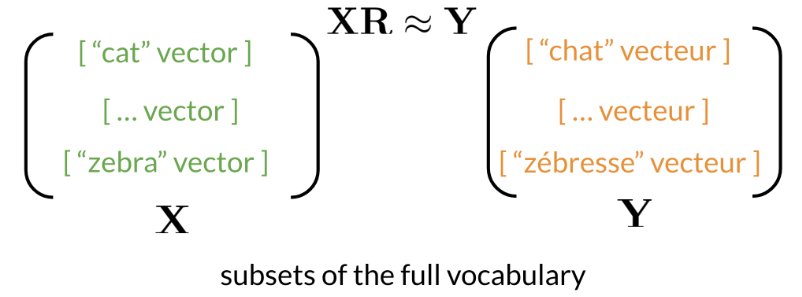 XR ≈ Y
[ “cat” vector ]
[ “chat” vecteur ]
[ ... vector ]
[ ... vecteur ]
[ “zebra” vector ]
[ “zébresse” vecteur ]
X
Y
subsets of the full vocabulary